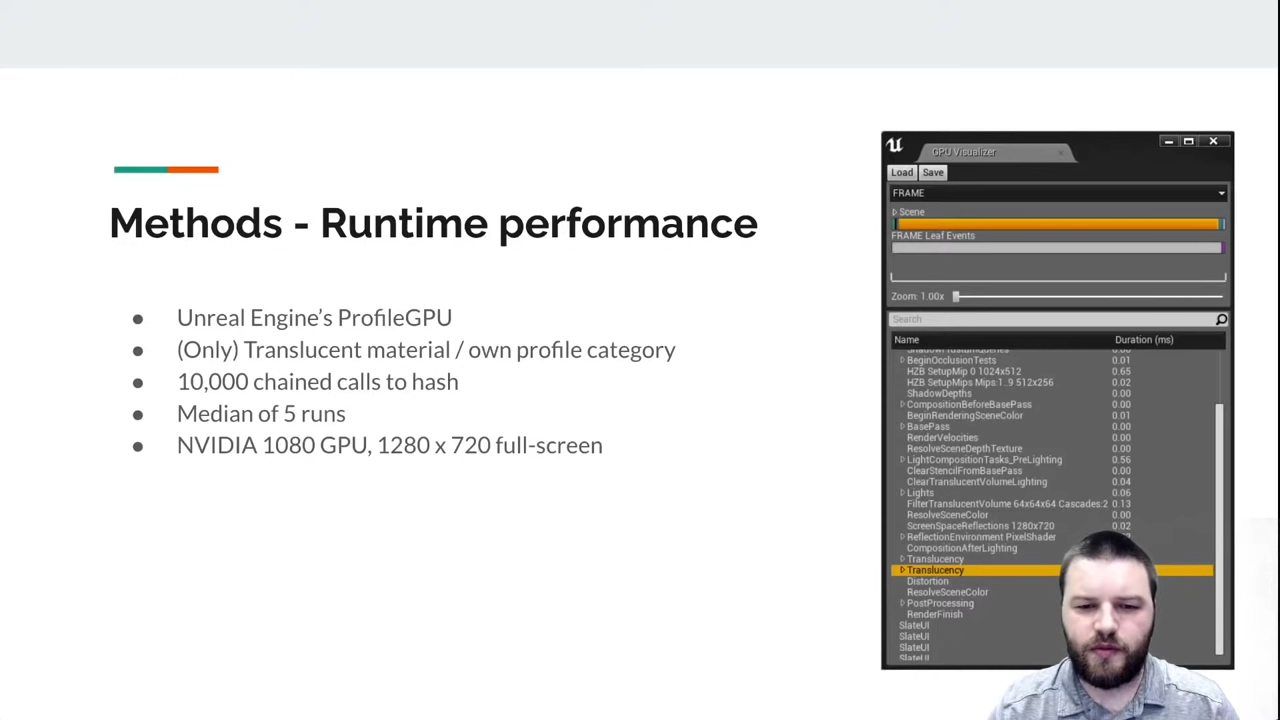 Methods - Runtime performance
● Unreal Engine's ProfileGPU
● (Only) Translucent material / own profile category
● 10,000 chained calls to hash
● Median of 5 runs
● NVIDIA 1080 GPU, 1280 x 720 full-screen
GPU Visualizer
Load Save
FRAME
Scene
FRAME Leaf Events
Zoom: 1.00x
Search
Name Duration (ms)
BeginOcclusionTests 0.01
HZB SetupMip 0 1024x512 0.65
HZB SetupMips Mips:1..9 512x256 0.02
ShadowDepths 0.00
CompositionBeforeBasePass 0.00
BeginRenderingSceneColor 0.01
BasePass 0.00
RenderVelocities 0.00
ResolveSceneDepthTexture 0.00
LightCompositionTasks_PreLighting 0.56
ClearStencilFromBasePass 0.00
ClearTranslucentVolumeLighting 0.04
Lights 0.06
FilterTranslucentVolume 64x64x64 Cascades:2 0.13
ResolveSceneColor 0.00
ScreenSpaceReflections 1280x720 0.02
ReflectionEnvironment PixelShader
CompositionAfterLighting
Translucency
Translucency
Distortion
ResolveSceneColor
PostProcessing
RenderFinish
SlateUI
SlateUI
SlateUI
SlateUI